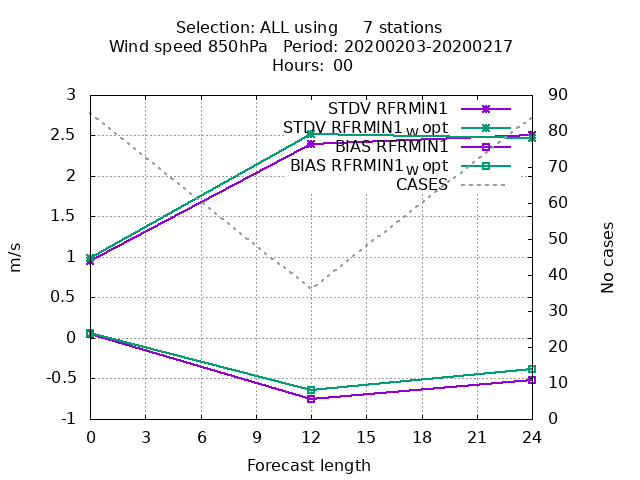 Selection: ALL using 7 stations
Wind speed 850hPa Period: 20200203-20200217
Hours: 00
3
2.5
2
1.5
1
0.5
0
-0.5
-1
m/s
90
80
70
60
50
40
30
20
10
0
No cases
STDV RFRMIN1
STDV RFRMIN1W opt
BIAS RFRMIN1
BIAS RFRMIN1W opt
CASES
0 3 6 9 12 15 18 21 24
Forecast length